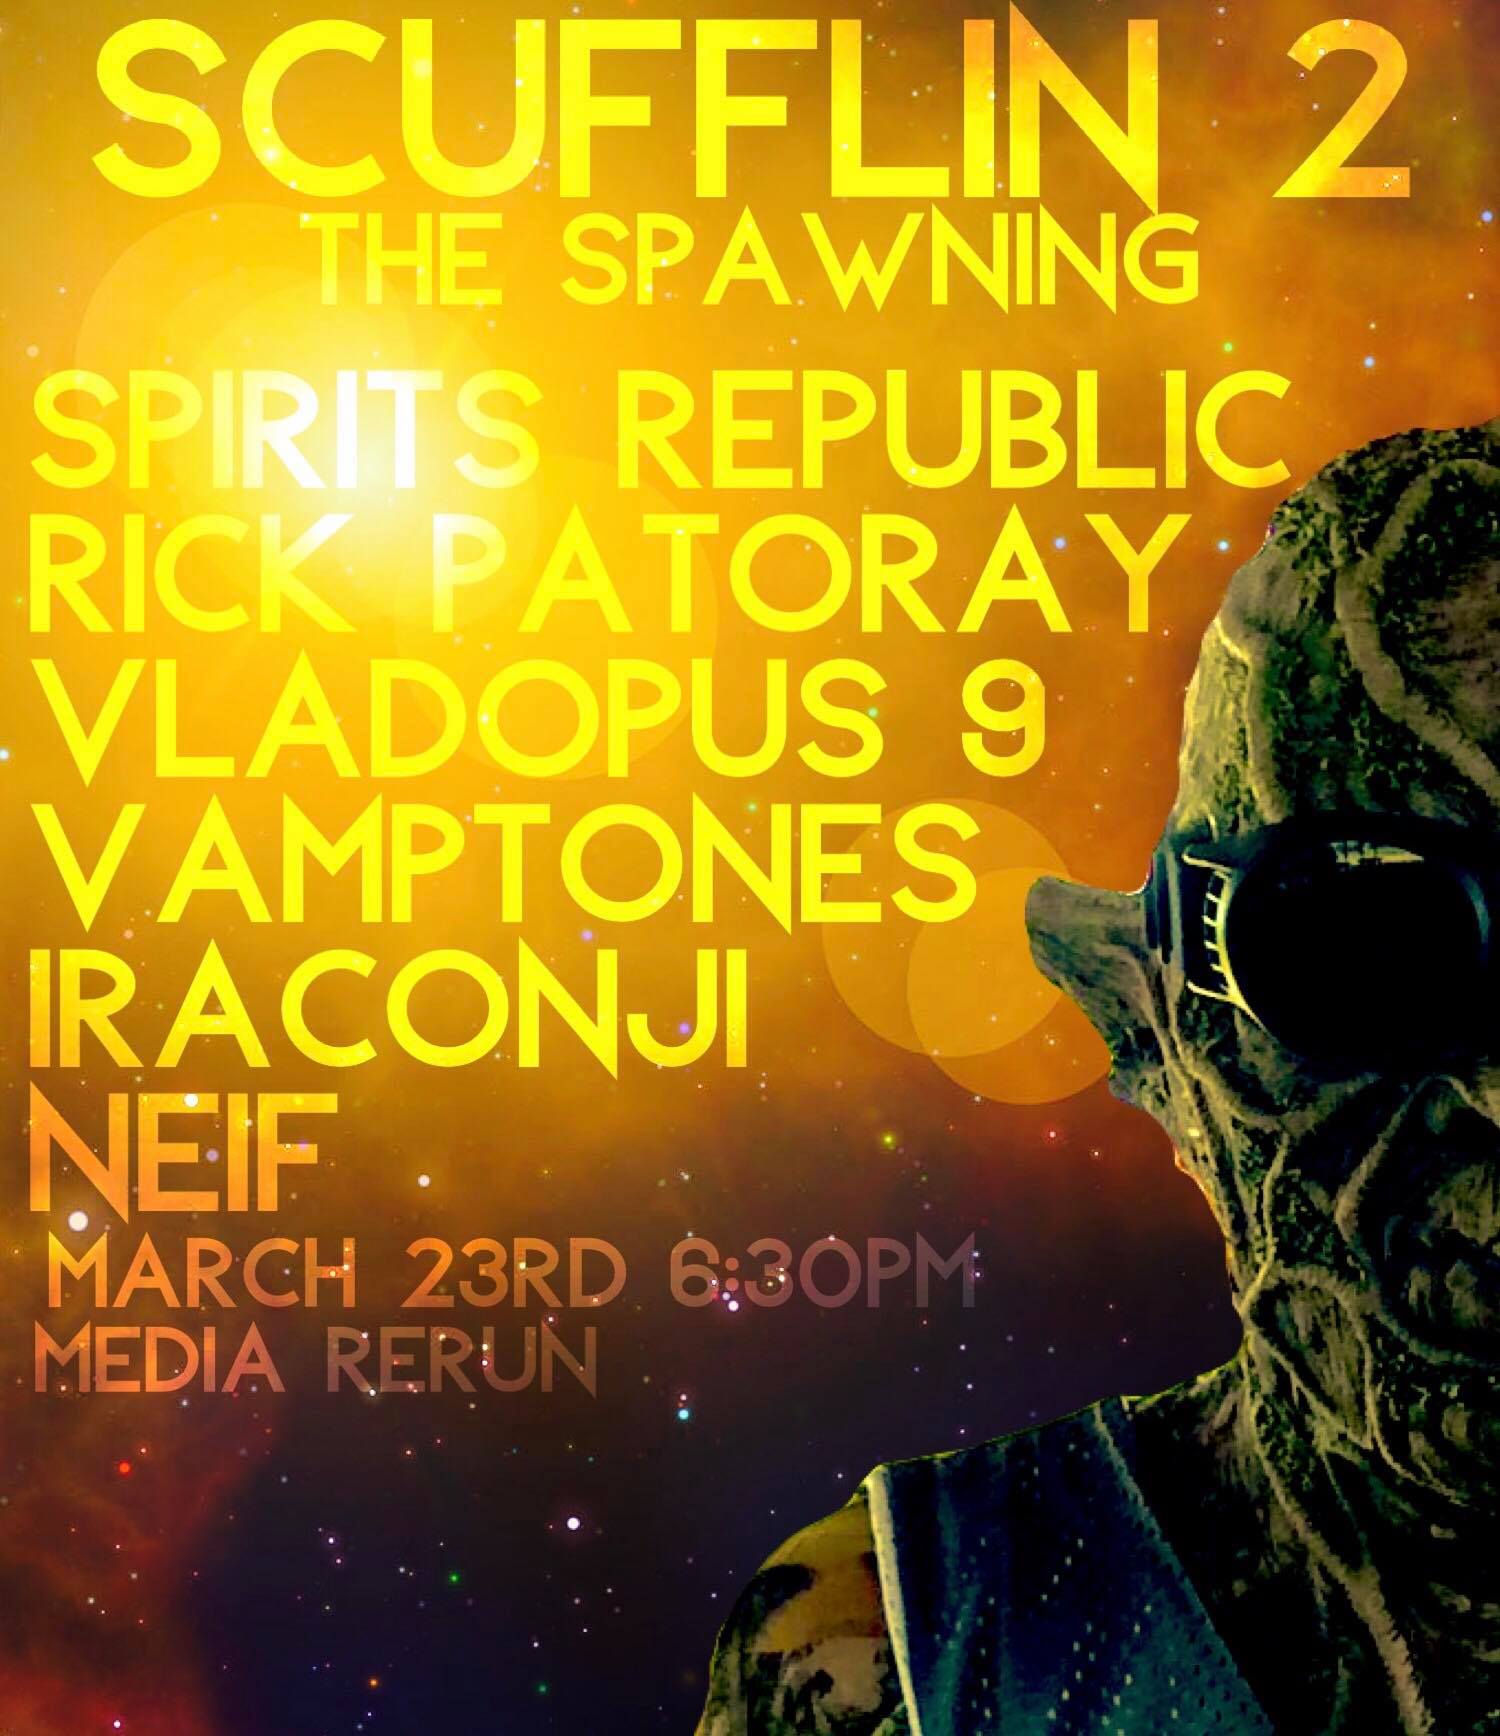 SCUFFLIN 2
THE SPAWNING
SPIRITS REPUBLIC
RICK PATORAY
VLADOPUS 9
VAMPTONES
IRACONJI
NEIF
MARCH 23RD 6:30PM
MEDIA RERUN